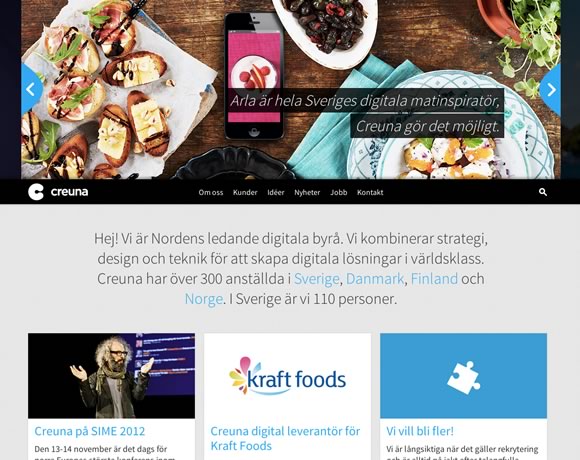 Arla är hela Sveriges digitala matinspiratör,
Creuna gör det möjligt.
creuna
Om oss Kunder Idéer Nyheter Jobb Kontakt
Hej! Vi är Nordens ledande digitala byrå. Vi kombinerar strategi,
design och teknik för att skapa digitala lösningar i världsklass.
Creuna har över 300 anställda i Sverige, Danmark, Finland och
Norge. I Sverige är vi 110 personer.
kraft foods
Creuna på SIME 2012
Den 13-14 november är det dags för
Creuna digital leverantör för
Kraft Foods
Vi vill bli fler!
Vi är långsiktiga när det gäller rekrytering